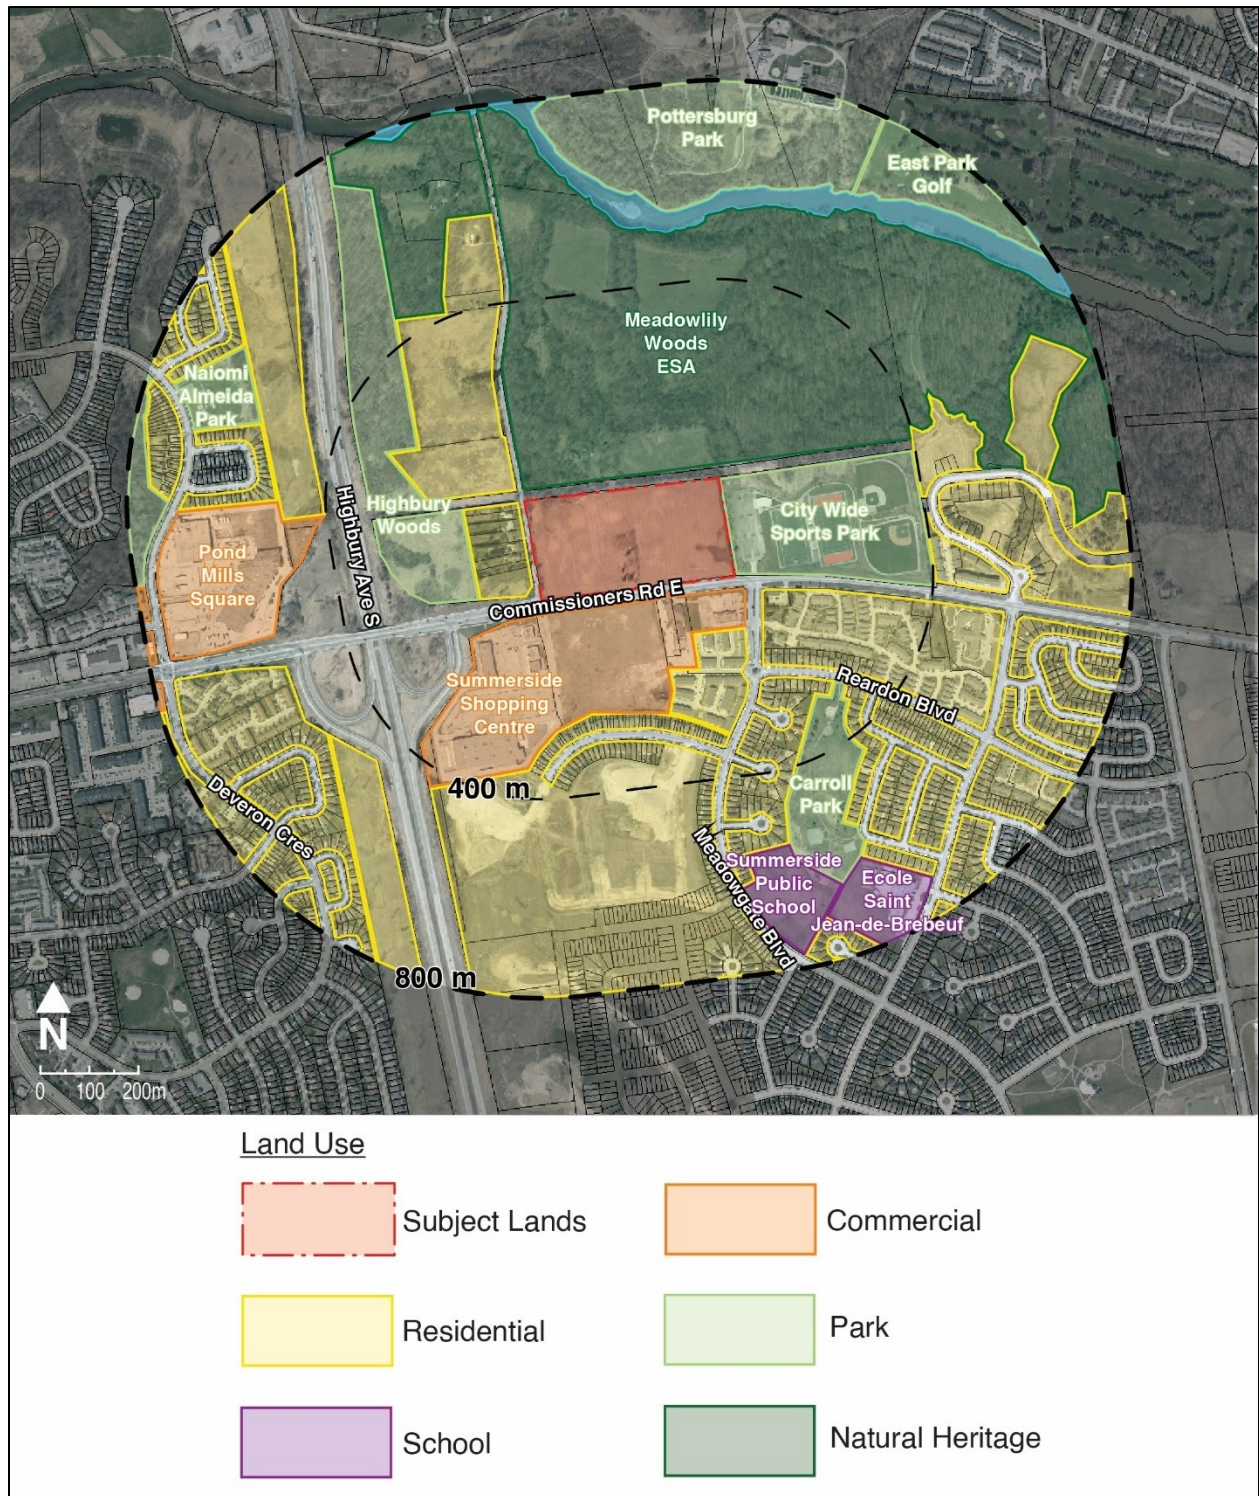 Pottersburg
Park
East Park
Golf
Meadowlily
Woods
ESA
Naiomi
Almeida
Park
Highbury
Woods
City Wide
Sports Park
Highbury Ave S
Pond
Mills
Square
Commissioners Rd E
Summerside
Shopping
Centre
Reardon Blvd
400 m
Carroll
Park
Deveron Cres
Meadowgate Blvd
Summerside
Public
School
Ecole
Saint
Jean-de-Brebeuf
800 m
N
0 100 200m
Land Use
Subject Lands
Commercial
Residential
Park
School
Natural Heritage